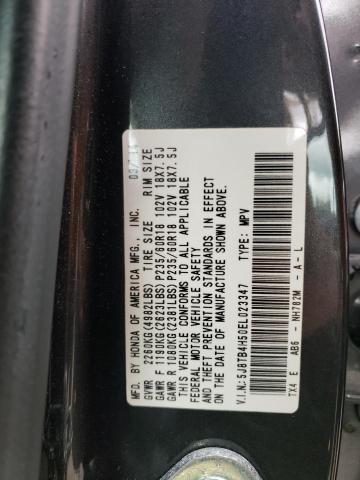 MFD. BY HONDA OF AMERICA MFG., INC.
GVWR 2260KG(4982LBS) TIRE SIZE RIM SIZE
GAWR F 1190KG(2623LBS) P235/60R18 102V 18X7.5J
GAWR R 1080KG(2381LBS) P235/60R18 102V 18X7.5J
THIS VEHICLE CONFORMS TO ALL APPLICABLE
FEDERAL MOTOR VEHICLE SAFETY
AND THEFT PREVENTION STANDARDS IN EFFECT
ON THE DATE OF MANUFACTURE SHOWN ABOVE.
V.I.N.: 5J8TB4H50EL023347 TYPE: MPV
TX4 E AB6 - NH782M - A - L